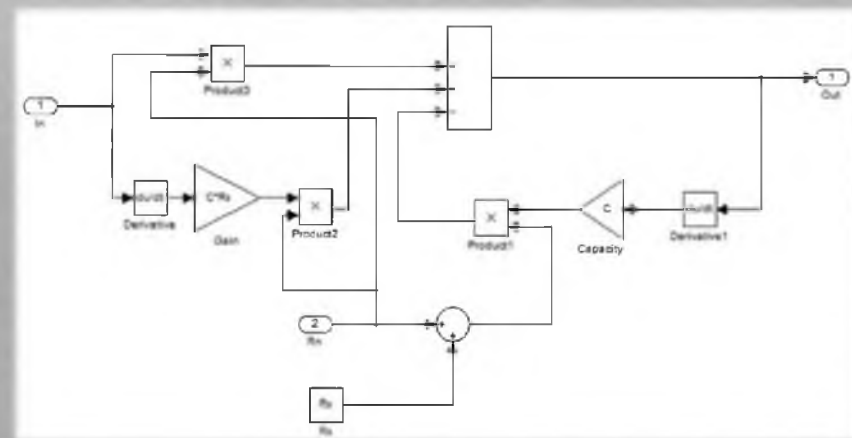 Product3
1
In
1
Out
du/dt
Derivative
C*Rs
Gain
Product2
Product1
C
Capacity
du/dt
Derivative1
2
Rn
Rs
Rs